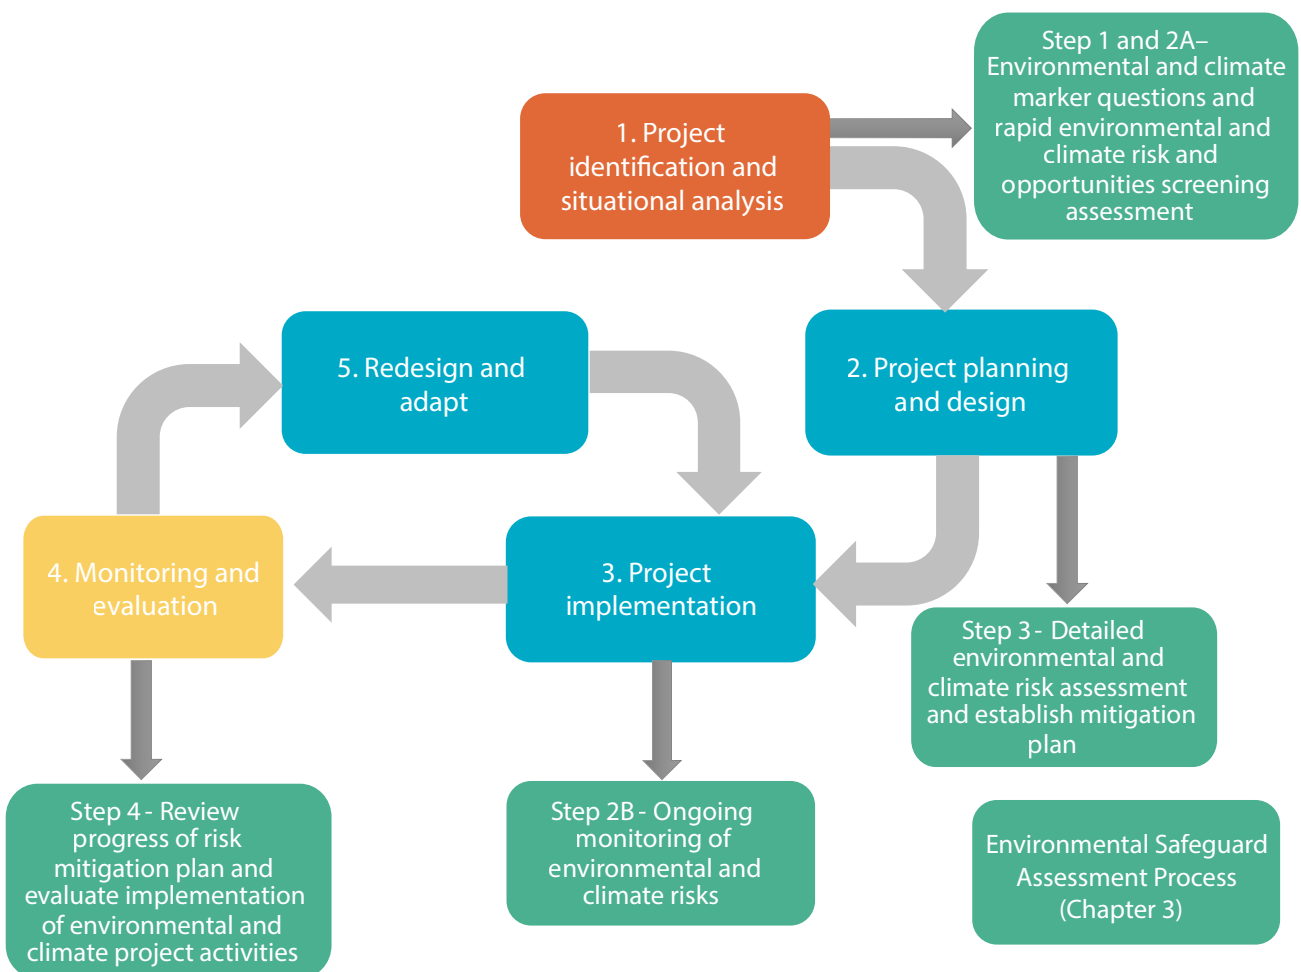 Step 1 and 2A–
Environmental and climate
marker questions and
rapid environmental and
climate risk and
opportunities screening
assessment
1. Project
identification and
situational analysis
5. Redesign and
adapt
2. Project planning
and design
4. Monitoring and
evaluation
3. Project
implementation
Step 3 - Detailed
environmental and
climate risk assessment
and establish mitigation
plan
Step 4 - Review
progress of risk
mitigation plan and
evaluate implementation
of environmental and
climate project activities
Step 2B - Ongoing
monitoring of
environmental and
climate risks
Environmental Safeguard
Assessment Process
(Chapter 3)